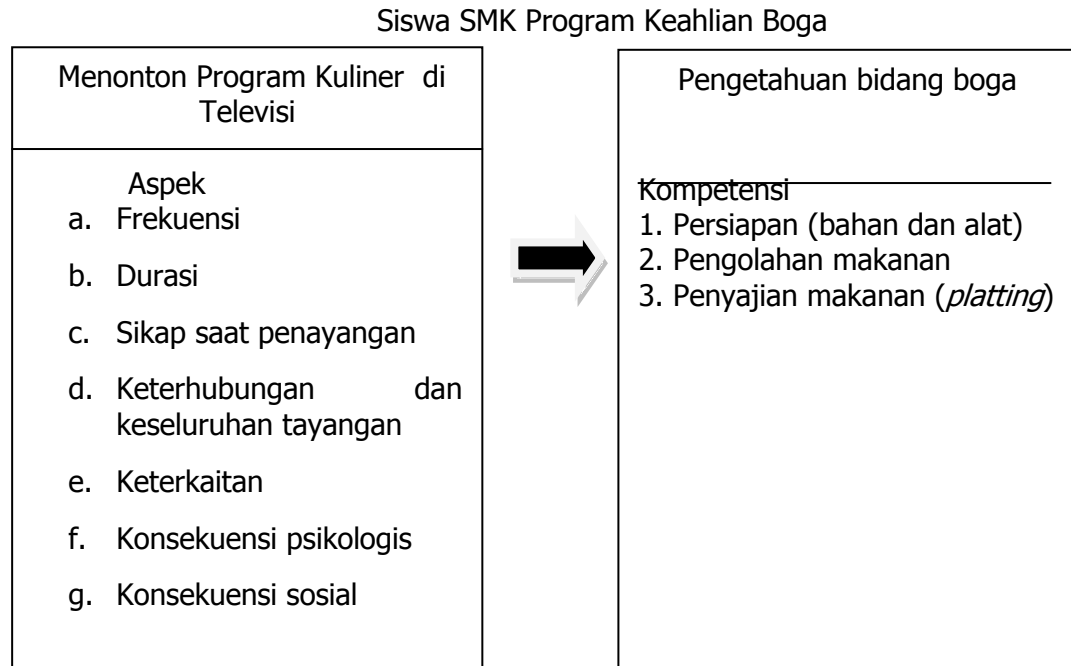 Siswa SMK Program Keahlian Boga
Menonton Program Kuliner di
Televisi
Aspek
a. Frekuensi
b. Durasi
c. Sikap saat penayangan
d. Keterhubungan dan
keseluruhan tayangan
e. Keterkaitan
f. Konsekuensi psikologis
g. Konsekuensi sosial
Pengetahuan bidang boga
Kompetensi
1. Persiapan (bahan dan alat)
2. Pengolahan makanan
3. Penyajian makanan (platting)